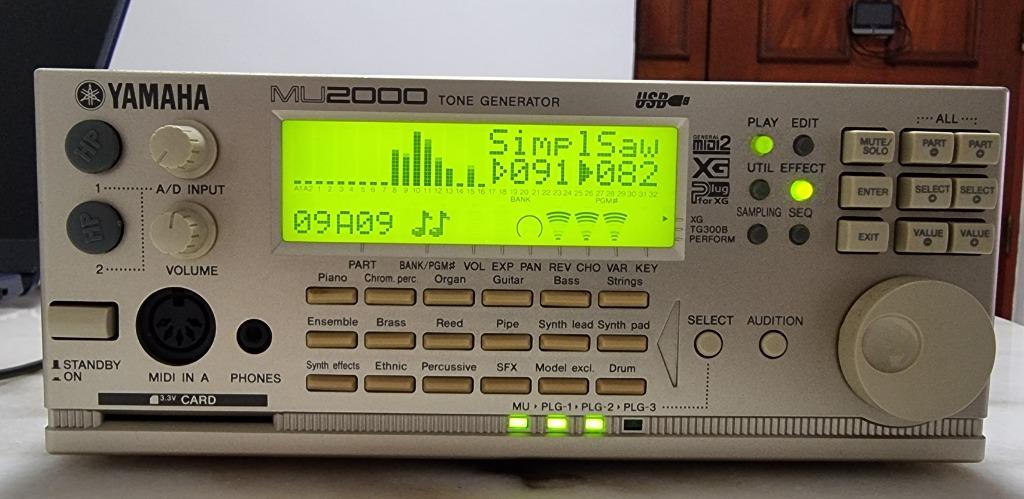 YAMAHA
MU2000 TONE GENERATOR
USB
HP
1
A/D INPUT
HP
2
VOLUME
STANDBY
ON
MIDI IN A
PHONES
3.3V CARD
SimplSaw
091 082
A1A2 1 2 3 4 5 6 7 8 9 10 11 12 13 14 15 16 17 18 19 20 21 22 23 24 25 26 27 28 29 30 31 32
BANK PGM#
09A09
PART BANK/PGM# VOL EXP PAN REV CHO VAR KEY
GENERAL
MIDI2
XG
Plug
for XG
XG
TG300B
PERFORM
PLAY EDIT
UTIL EFFECT
SAMPLING SEQ
ALL
MUTE/
SOLO
PART
PART
ENTER
SELECT
SELECT
EXIT
VALUE
VALUE
Piano Chrom. perc. Organ Guitar Bass Strings
Ensemble Brass Reed Pipe Synth lead Synth pad
Synth effects Ethnic Percussive SFX Model excl. Drum
SELECT AUDITION
MU PLG-1 PLG-2 PLG-3